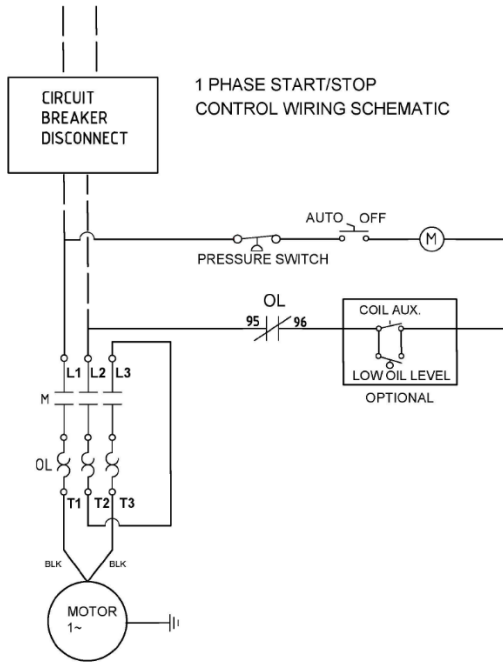 1 PHASE START/STOP
CONTROL WIRING SCHEMATIC
CIRCUIT
BREAKER
DISCONNECT
AUTO OFF
M
PRESSURE SWITCH
OL
95 96
COIL AUX.
LOW OIL LEVEL
OPTIONAL
L1 L2 L3
M
OL
T1 T2 T3
BLK BLK
MOTOR
1~